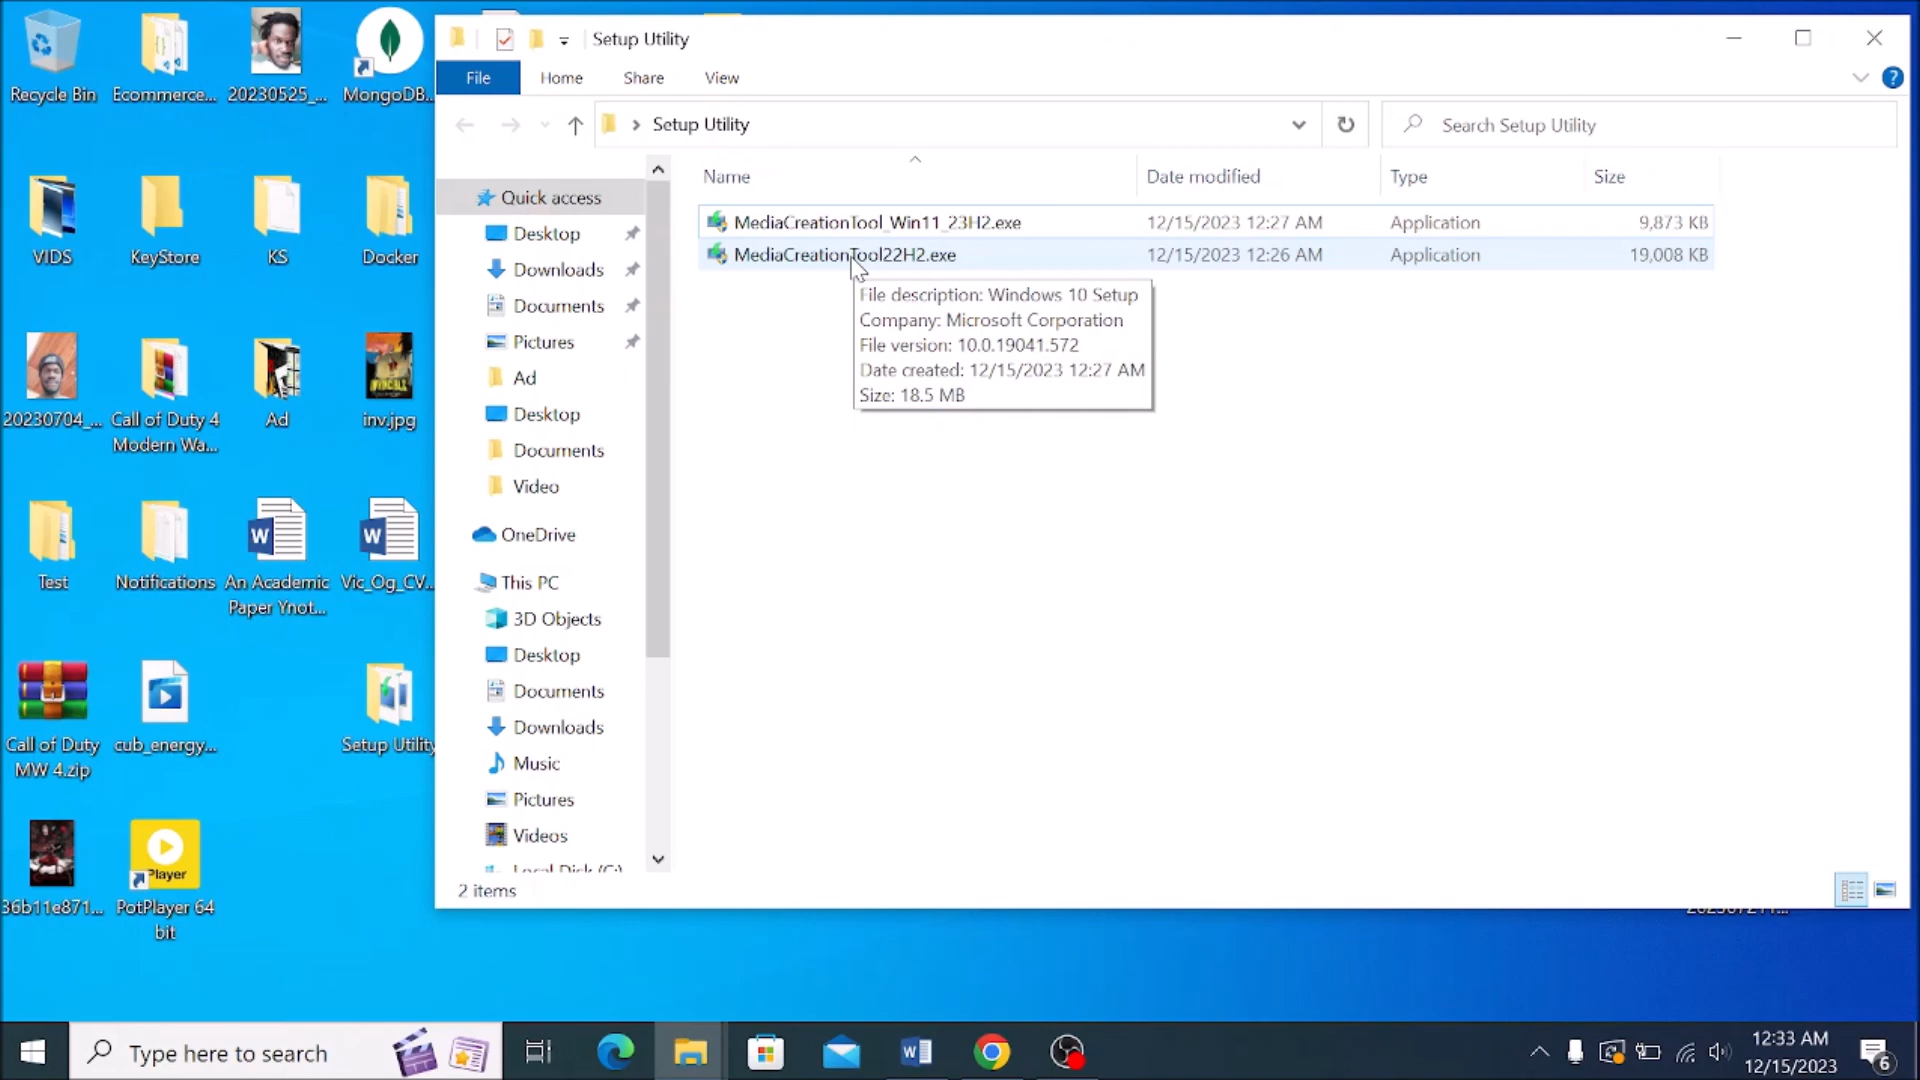 Recycle Bin
Ecommerce...
20230525_...
MongoDB...
VIDS
KeyStore
KS
Docker
20230704_...
Call of Duty 4
Modern Wa...
Ad
inv.jpg
INVINCIBLE
Test
Notifications
An Academic
Paper Ynot...
Vic_Og_CV...
Call of Duty
MW 4.zip
cub_energy...
Setup Utility
36b11e871...
Player
PotPlayer 64
bit
Setup Utility
File
Home
Share
View
Setup Utility
Search Setup Utility
Quick access
Desktop
Downloads
Documents
Pictures
Ad
Desktop
Documents
Video
OneDrive
This PC
3D Objects
Desktop
Documents
Downloads
Music
Pictures
Videos
Local Disk (C:)
Name
Date modified
Type
Size
MediaCreationTool_Win11_23H2.exe
12/15/2023 12:27 AM
Application
9,873 KB
MediaCreationTool22H2.exe
12/15/2023 12:26 AM
Application
19,008 KB
File description: Windows 10 Setup
Company: Microsoft Corporation
File version: 10.0.19041.572
Date created: 12/15/2023 12:27 AM
Size: 18.5 MB
2 items
Type here to search
12:33 AM
12/15/2023
6